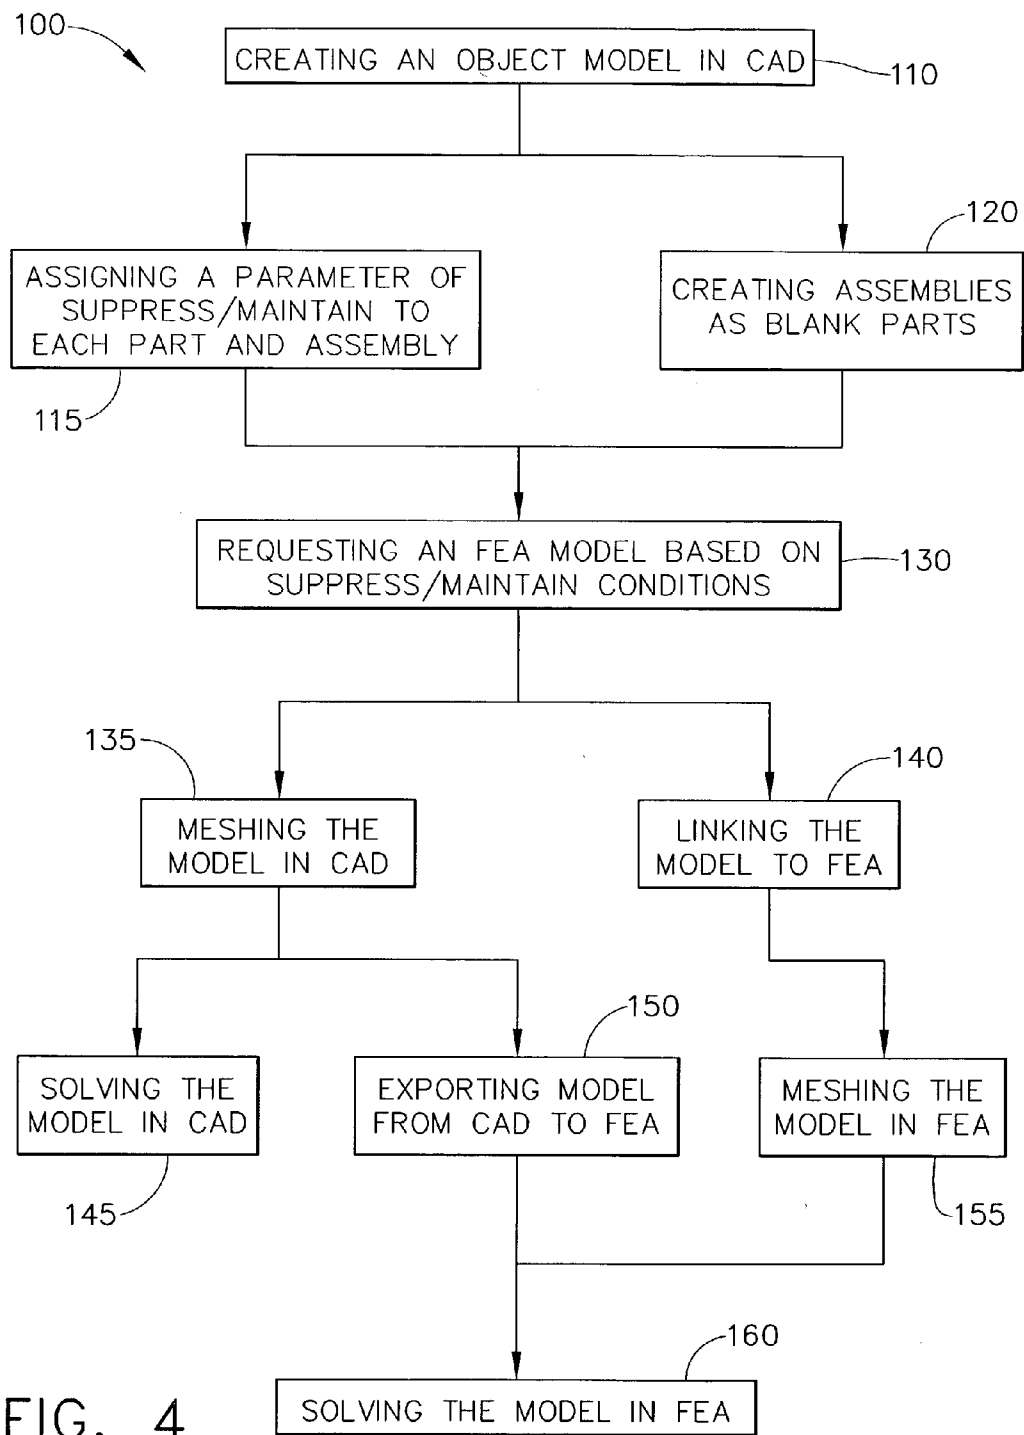 100
CREATING AN OBJECT MODEL IN CAD
110
120
ASSIGNING A PARAMETER OF
SUPPRESS/MAINTAIN TO
EACH PART AND ASSEMBLY
CREATING ASSEMBLIES
AS BLANK PARTS
115
REQUESTING AN FEA MODEL BASED ON
SUPPRESS/MAINTAIN CONDITIONS
130
135
140
MESHING THE
MODEL IN CAD
LINKING THE
MODEL TO FEA
150
SOLVING THE
MODEL IN CAD
EXPORTING MODEL
FROM CAD TO FEA
MESHING THE
MODEL IN FEA
145
155
160
SOLVING THE MODEL IN FEA
FIG. 4